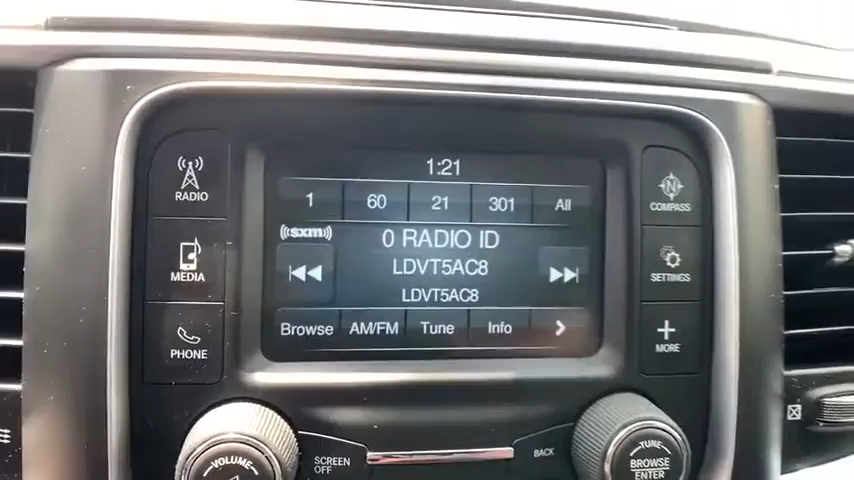 1:21
1 60 21 301 All
((sxm))
0 RADIO ID
LDVT5AC8
LDVT5AC8
Browse AM/FM Tune Info >
RADIO
MEDIA
PHONE
N
COMPASS
SETTINGS
+
MORE
VOLUME
SCREEN
OFF
BACK
TUNE
BROWSE
ENTER